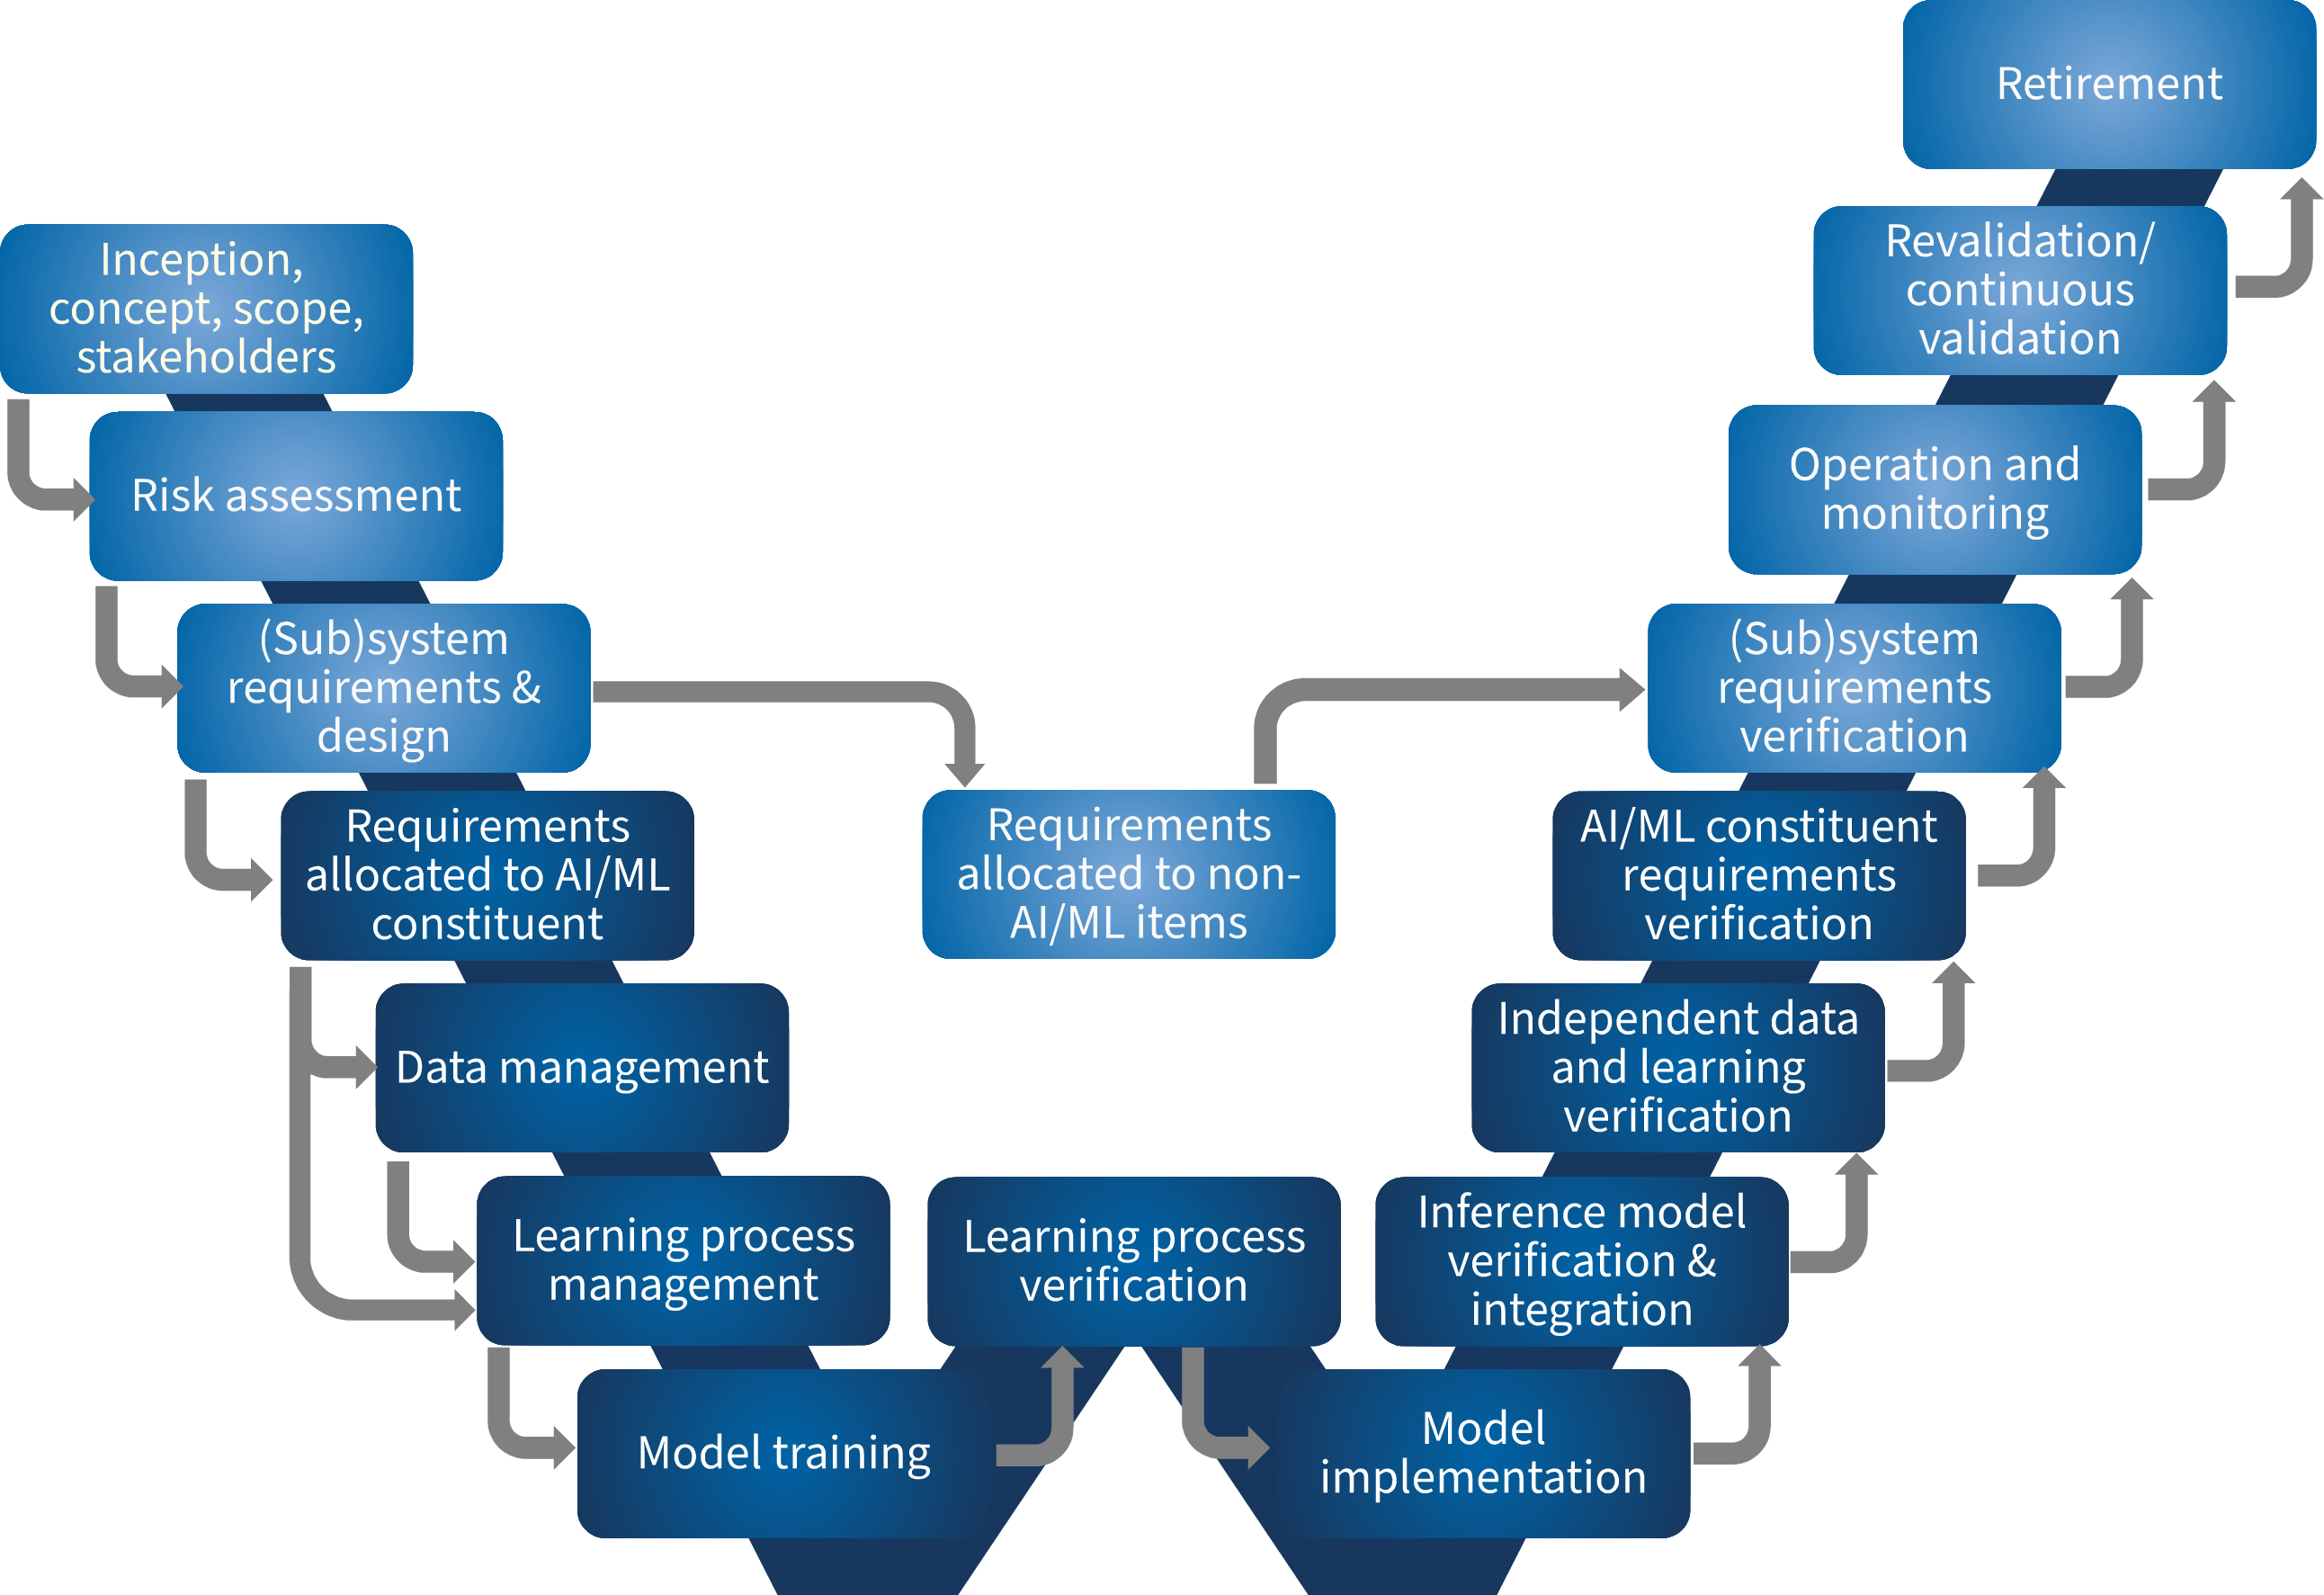 Inception,
concept, scope,
stakeholders
Risk assessment
(Sub)system
requirements &
design
Requirements
allocated to AI/ML
constituent
Data management
Learning process
management
Model training
Requirements
allocated to non-
AI/ML items
Learning process
verification
Model
implementation
Inference model
verification &
integration
Independent data
and learning
verification
AI/ML constituent
requirements
verification
(Sub)system
requirements
verification
Operation and
monitoring
Revalidation/
continuous
validation
Retirement